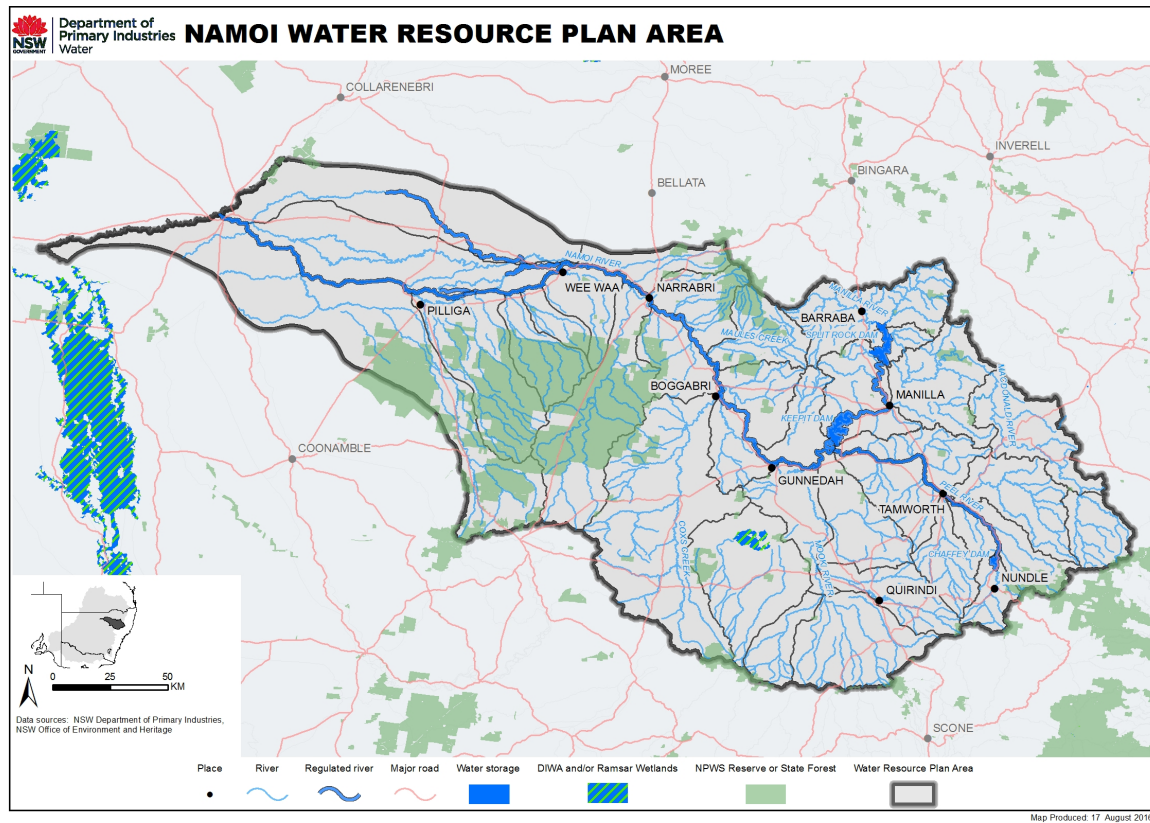 NSW
GOVERNMENT
Department of
Primary Industries
Water
NAMOI WATER RESOURCE PLAN AREA
MOREE
COLLARENEBRI
INVERELL
BINGARA
BELLATA
NAMOI RIVER
WEE WAA
NARRABRI
MANILLA RIVER
PILLIGA
BARRABA
MAULES CREEK
SPLIT ROCK DAM
MACDONALD RIVER
BOGGABRI
MANILLA
KEEPIT DAM
COONAMBLE
GUNNEDAH
PEEL RIVER
TAMWORTH
COXS CREEK
MOOKI RIVER
CHAFFEY DAM
NUNDLE
QUIRINDI
SCONE
N
0 25 50
KM
Data sources: NSW Department of Primary Industries,
NSW Office of Environment and Heritage
Place River Regulated river Major road Water storage DIWA and/or Ramsar Wetlands NPWS Reserve or State Forest Water Resource Plan Area
Map Produced: 17 August 2016